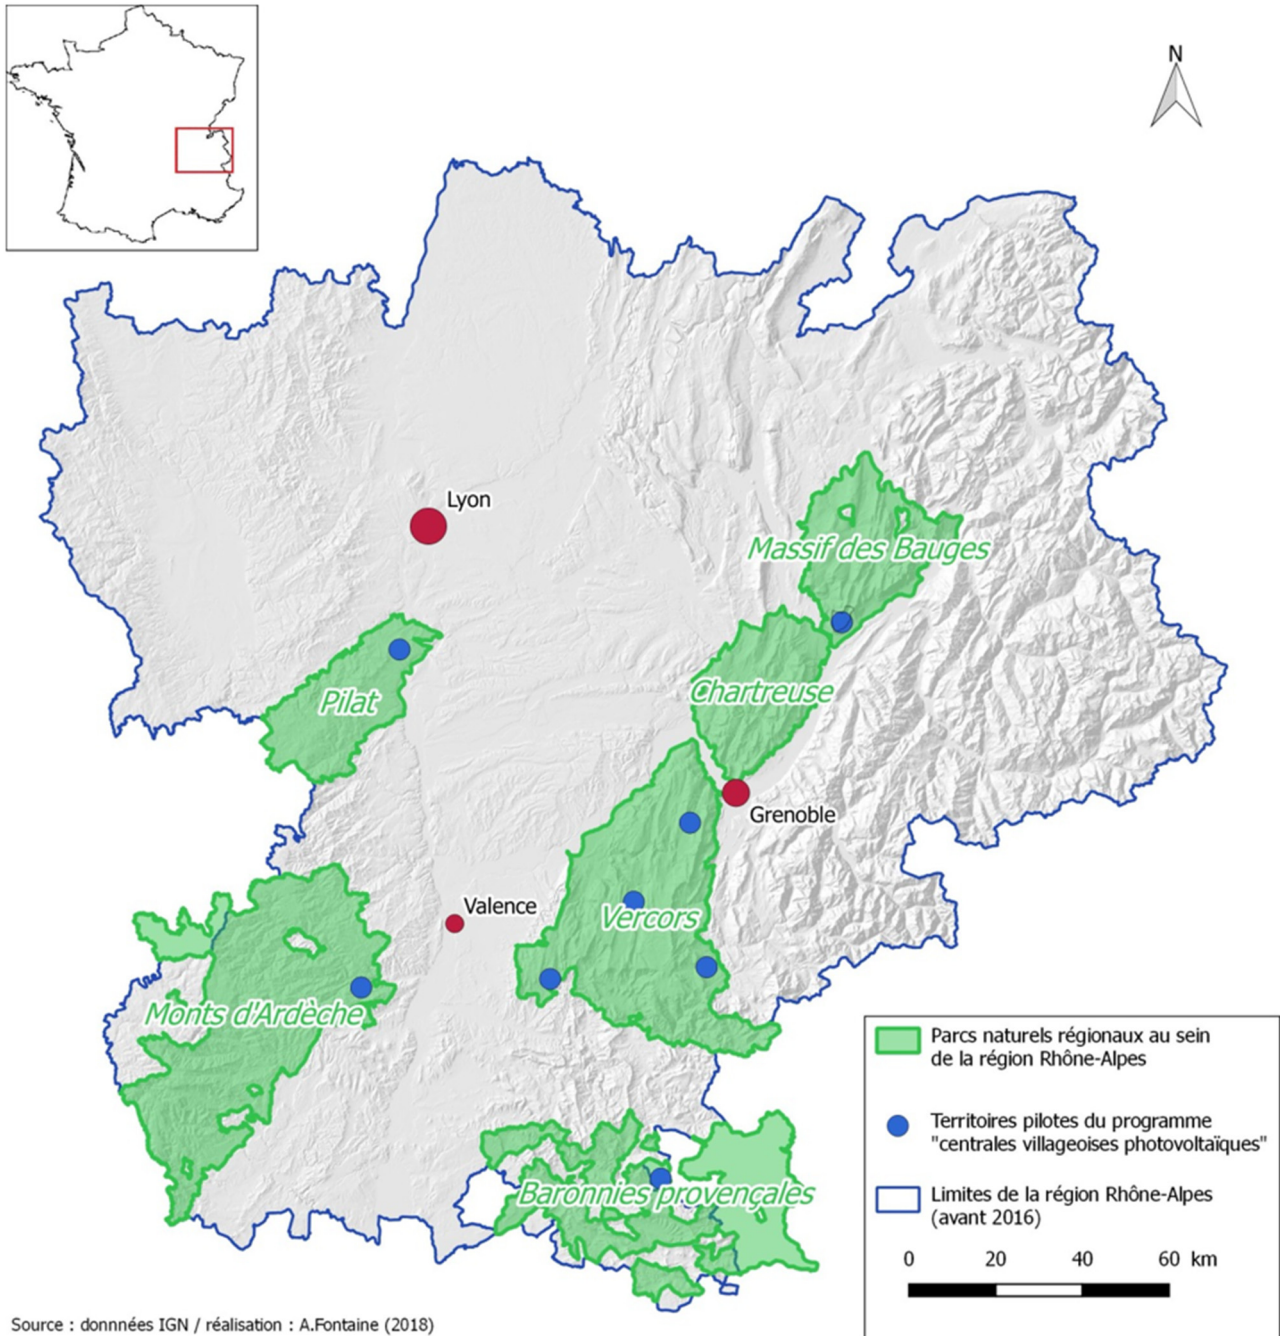 N
Lyon
Massif des Bauges
Pilat
Chartreuse
Grenoble
Valence
Vercors
Monts d'Ardèche
Baronnies provençales
Parcs naturels régionaux au sein
de la région Rhône-Alpes
Territoires pilotes du programme
"centrales villageoises photovoltaïques"
Limites de la région Rhône-Alpes
(avant 2016)
0 20 40 60 km
Source : donnnées IGN / réalisation : A.Fontaine (2018)